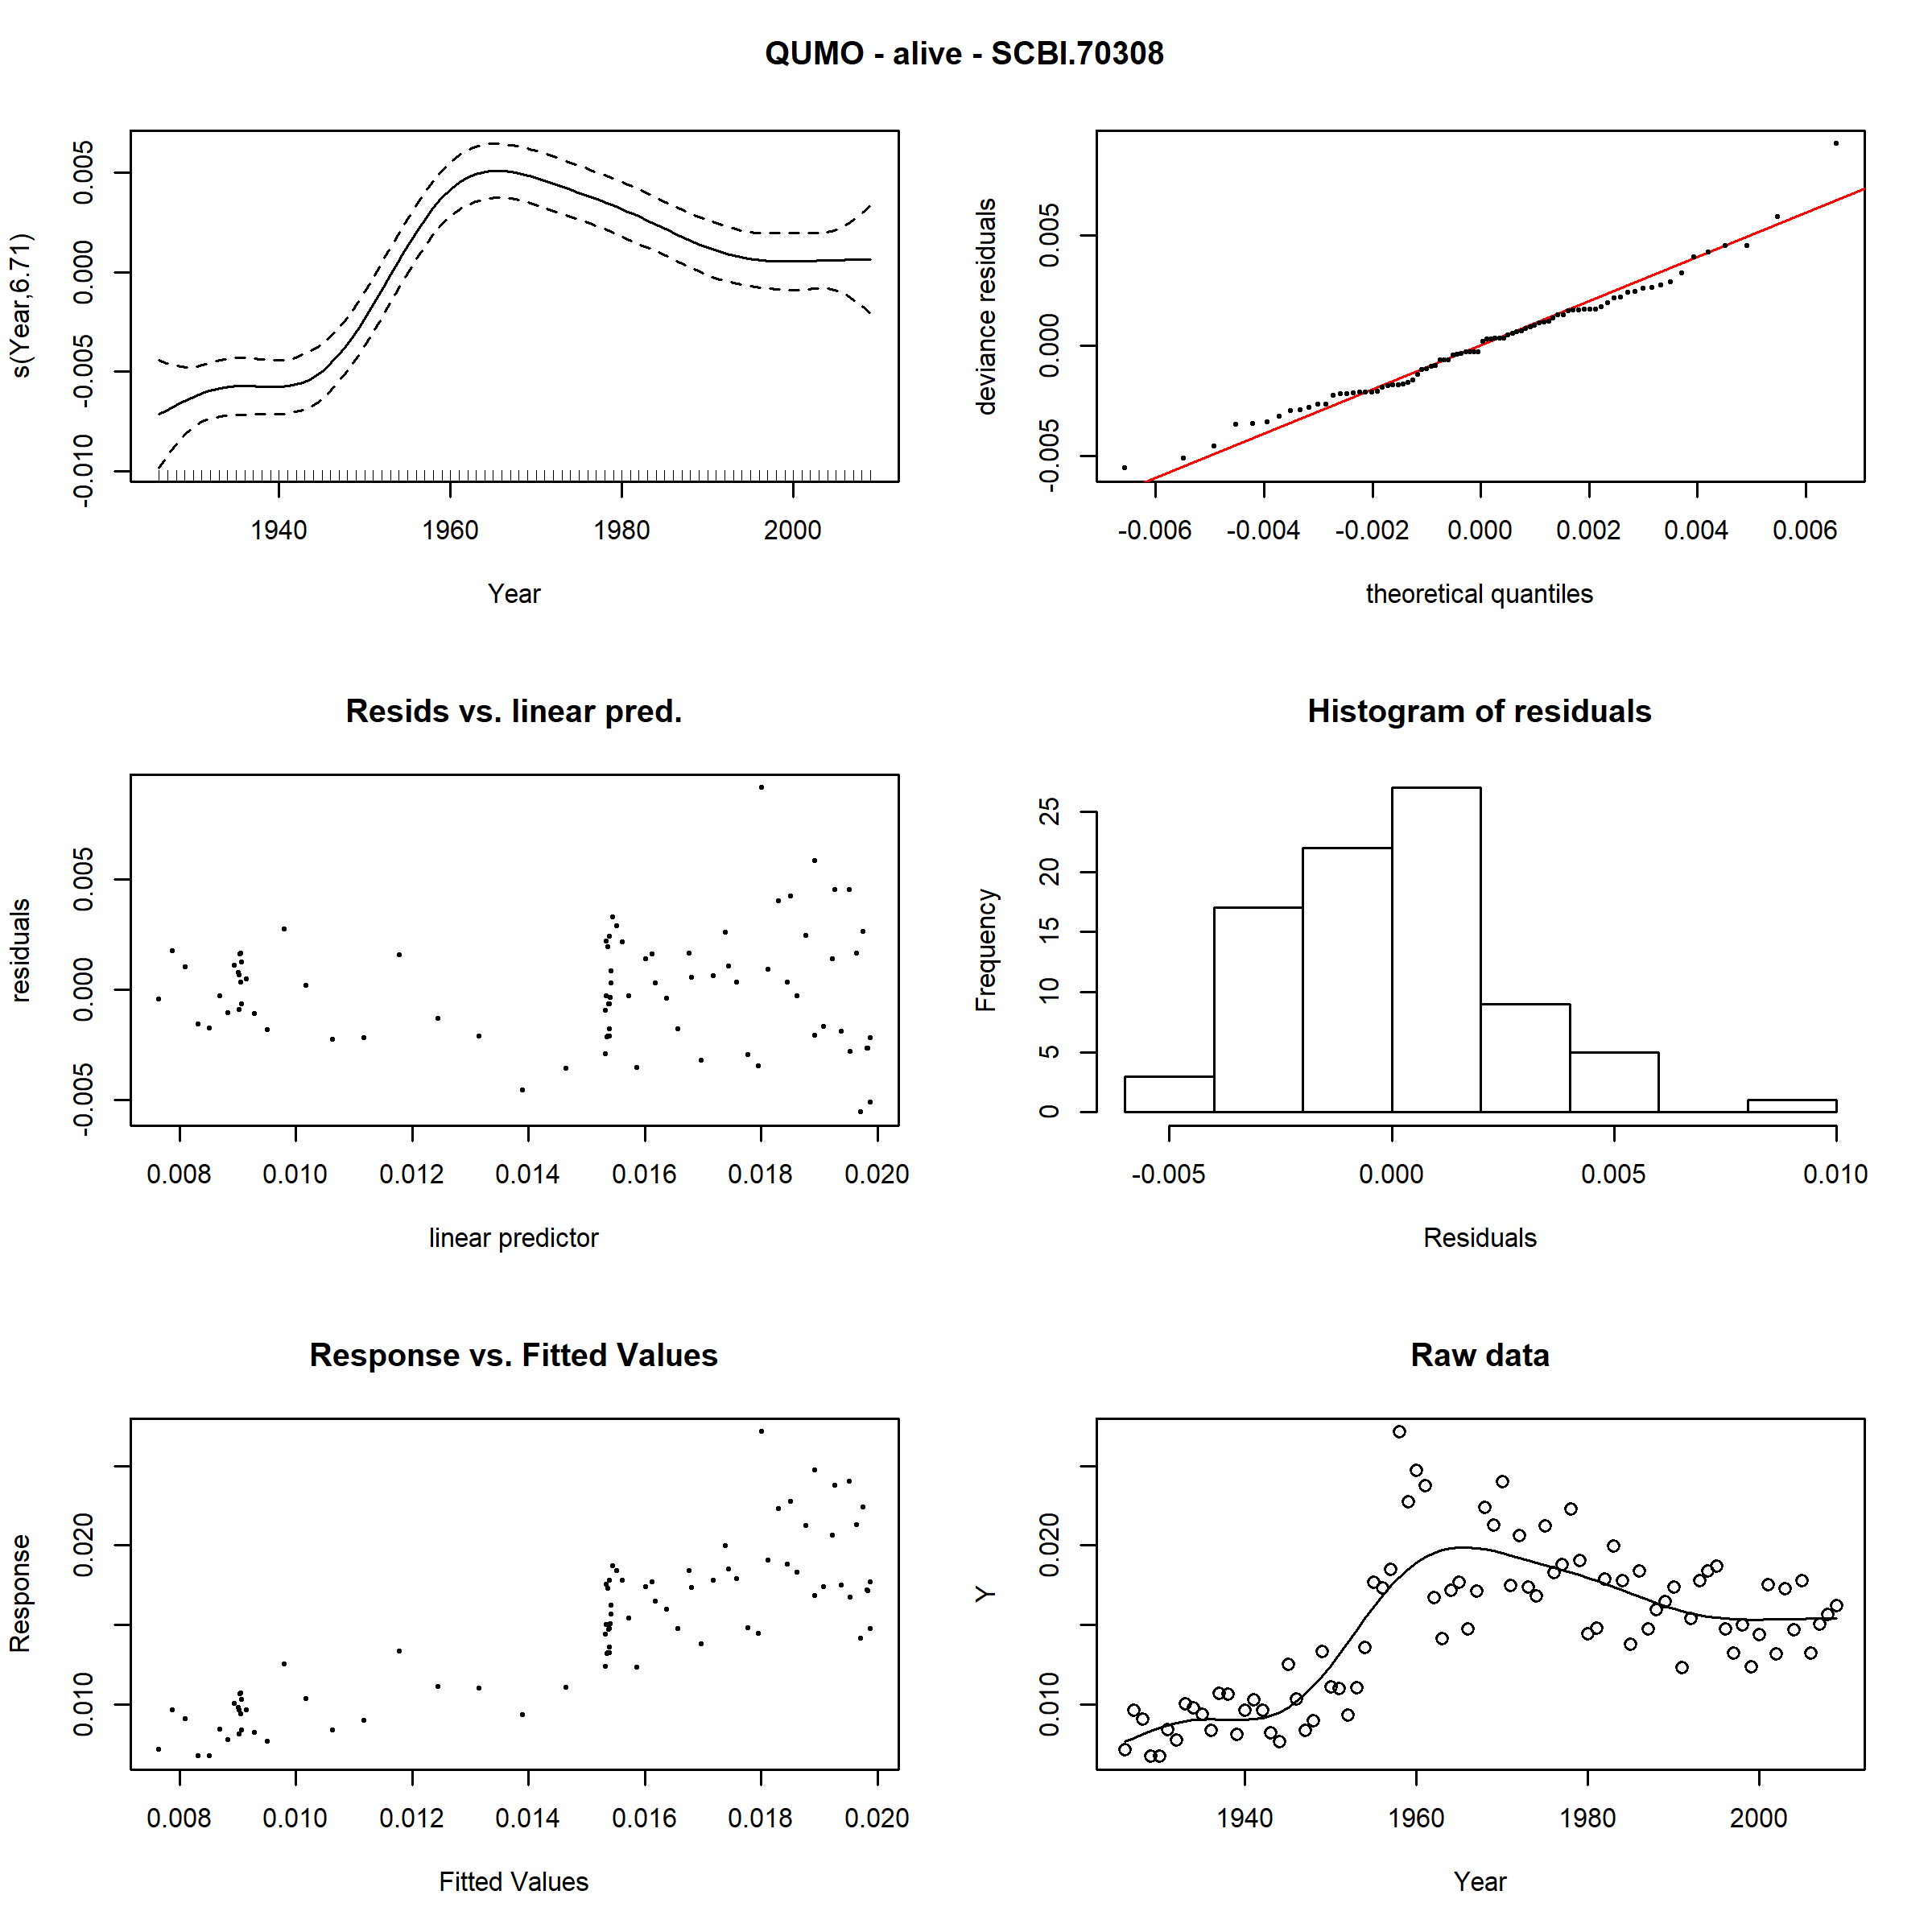 QUMO - alive - SCBI.70308
s(Year,6.71)
0.005
0.000
-0.005
-0.010
1940 1960 1980 2000
Year
deviance residuals
0.005
0.000
-0.005
-0.006 -0.004 -0.002 0.000 0.002 0.004 0.006
theoretical quantiles
Resids vs. linear pred.
residuals
0.005
0.000
-0.005
0.008 0.010 0.012 0.014 0.016 0.018 0.020
linear predictor
Histogram of residuals
Frequency
25
20
15
10
5
0
-0.005 0.000 0.005 0.010
Residuals
Response vs. Fitted Values
Response
0.020
0.010
0.008 0.010 0.012 0.014 0.016 0.018 0.020
Fitted Values
Raw data
Y
0.020
0.010
1940 1960 1980 2000
Year